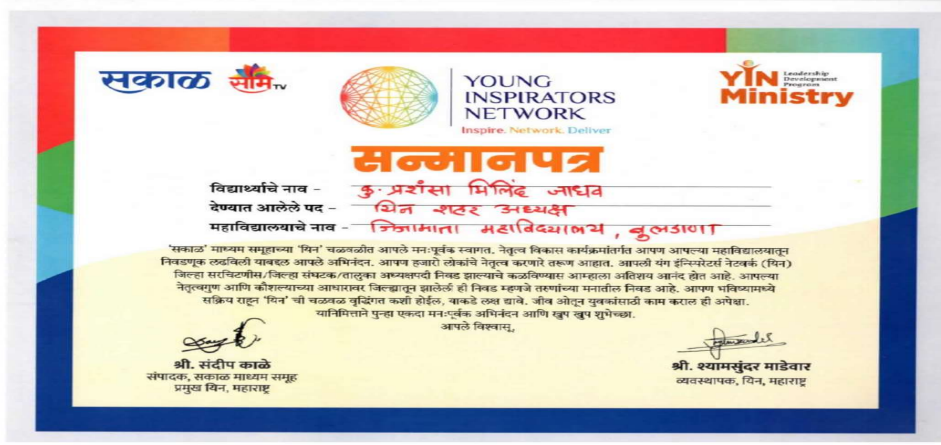 सकाळ साम TV
YOUNG
INSPIRATORS
NETWORK
Inspire. Network. Deliver
YIN Leadership Development Program
Ministry
सन्मानपत्र
विद्यार्थ्याचे नाव - कु. प्रशंसा मिलिंद जाधव
देण्यात आलेले पद - यिन शहर अध्यक्ष
महाविद्यालयाचे नाव - जिजामाता महाविद्यालय, बुलडाणा
'सकाळ' माध्यम समूहाच्या 'यिन' चळवळीत आपले मनःपूर्वक स्वागत. नेतृत्व विकास कार्यक्रमांतर्गत आपण आपल्या महाविद्यालयातून
निवडणूक लढविली याबद्दल आपले अभिनंदन. आपण हजारो लोकांचे नेतृत्व करणारे तरूण आहात. आपली यंग इन्स्पिरेटर्स नेटवर्क (यिन)
जिल्हा सरचिटणीस/जिल्हा संघटक/तालुका अध्यक्षपदी निवड झाल्याचे कळविण्यास आम्हाला अतिशय आनंद होत आहे. आपल्या
नेतृत्वगुण आणि कौशल्याच्या आधारावर जिल्ह्यातून झालेली ही निवड म्हणजे तरुणांच्या मनातील निवड आहे. आपण भविष्यामध्ये
सक्रिय राहून 'यिन' ची चळवळ वृद्धिंगत कशी होईल, याकडे लक्ष द्यावे. जीव ओतून युवकांसाठी काम कराल ही अपेक्षा.
यानिमित्ताने पुन्हा एकदा मनःपूर्वक अभिनंदन आणि खुप खुप शुभेच्छा.
आपले विश्वासू,
श्री. संदीप काळे
संपादक, सकाळ माध्यम समूह
प्रमुख यिन, महाराष्ट्र
श्री. श्यामसुंदर माडेवार
व्यवस्थापक, यिन, महाराष्ट्र